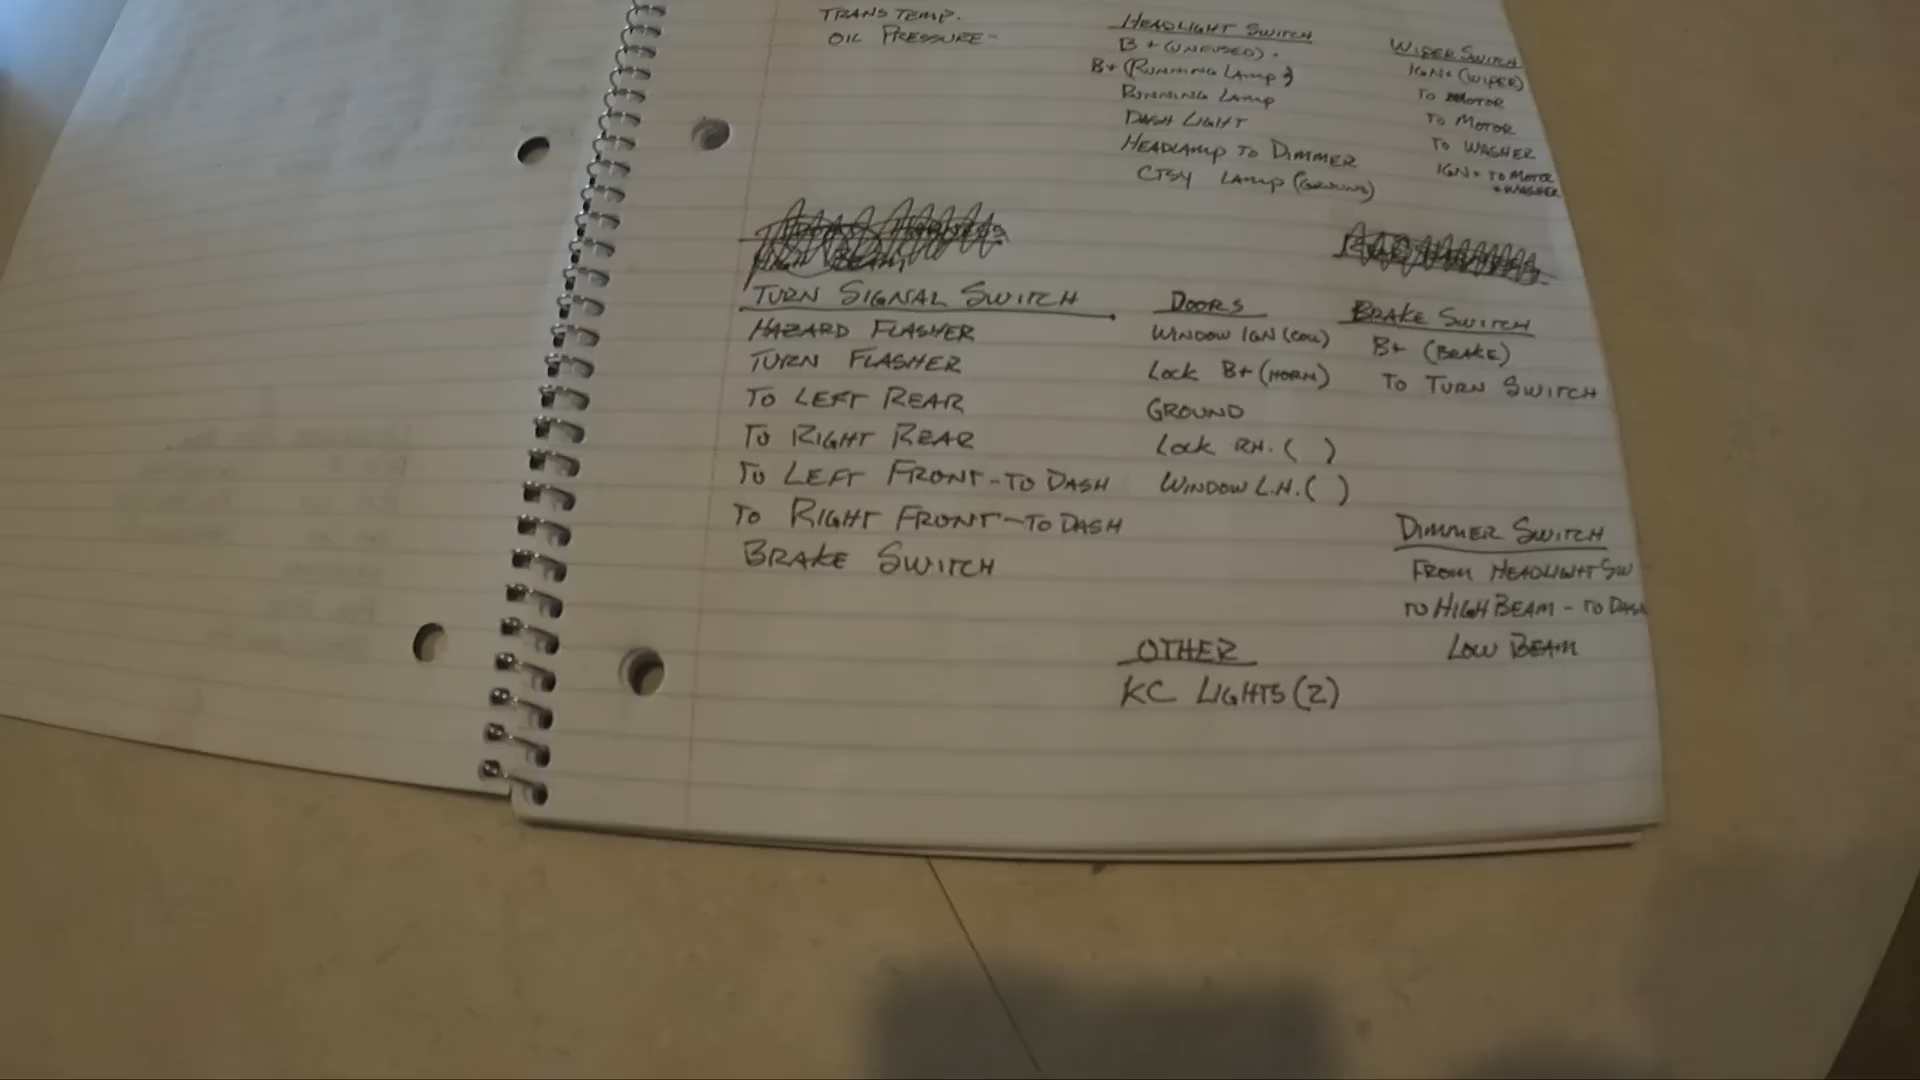 TRANS TEMP.
OIL PRESSURE-
HEADLIGHT SWITCH
B+ (UNFUSED).
B+ (RUNNING LAMP)
RUNNING LAMP
DASH LIGHT
HEADLAMP TO DIMMER
CTSY LAMP (GROUND)
WIPER SWITCH
IGN+ (WIPER)
TO MOTOR
TO MOTOR
TO WASHER
IGN+ TO MOTOR
+ WASHER
TURN SIGNAL SWITCH
HAZARD FLASHER
TURN FLASHER
TO LEFT REAR
TO RIGHT REAR
TO LEFT FRONT-TO DASH
TO RIGHT FRONT-TO DASH
BRAKE SWITCH
DOORS
WINDOW IGN
LOCK B+ (HORN)
GROUND
LOCK RH. ( )
WINDOW L.H. ( )
BRAKE SWITCH
B+ (BRAKE)
TO TURN SWITCH
DIMMER SWITCH
FROM HEADLIGHT SW
TO HIGH BEAM - TO DASH
LOW BEAM
OTHER
KC LIGHTS (2)